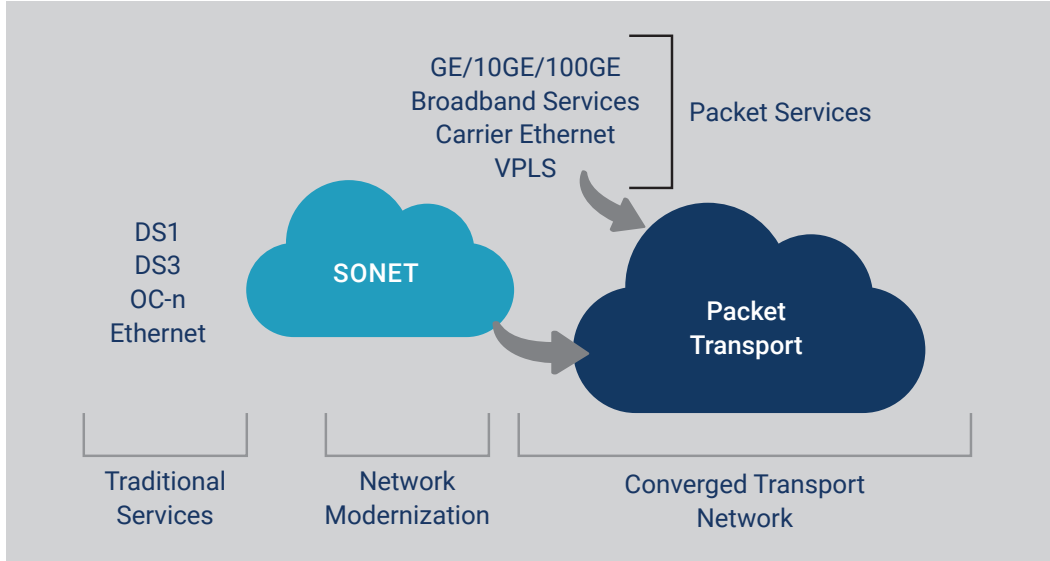 GE/10GE/100GE
Broadband Services
Carrier Ethernet
VPLS
Packet Services
DS1
DS3
OC-n
Ethernet
SONET
Packet
Transport
Traditional
Services
Network
Modernization
Converged Transport
Network